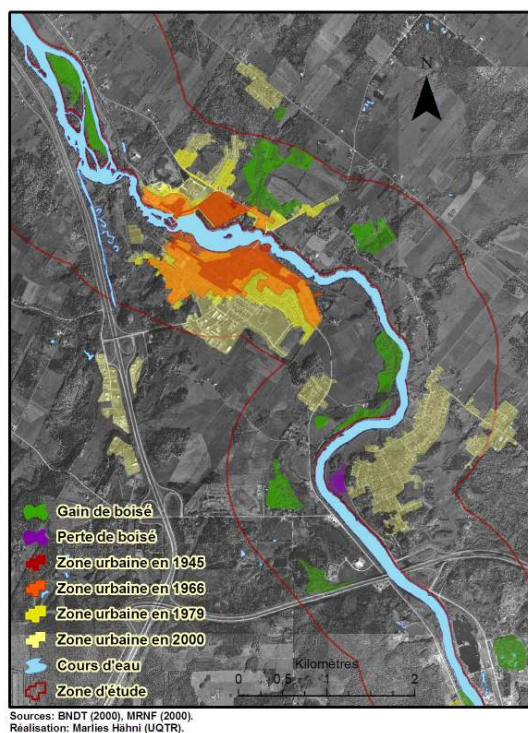 N
Gain de boisé
Perte de boisé
Zone urbaine en 1945
Zone urbaine en 1966
Zone urbaine en 1979
Zone urbaine en 2000
Cours d'eau
Zone d'étude
Kilomètres
0 0,5 1 2
Sources: BNDT (2000), MRNF (2000).
Réalisation: Marlies Hähni (UQTR).